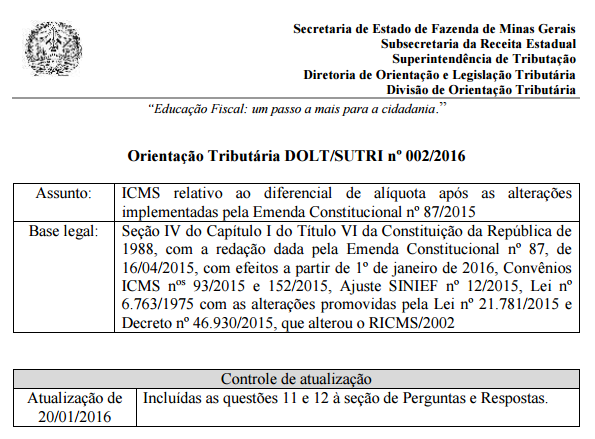 Secretaria de Estado de Fazenda de Minas Gerais
Subsecretaria da Receita Estadual
Superintendência de Tributação
Diretoria de Orientação e Legislação Tributária
Divisão de Orientação Tributária
“Educação Fiscal: um passo a mais para a cidadania.”
Orientação Tributária DOLT/SUTRI nº 002/2016
Assunto: ICMS relativo ao diferencial de alíquota após as alterações
implementadas pela Emenda Constitucional nº 87/2015
Base legal: Seção IV do Capítulo I do Título VI da Constituição da República de
1988, com a redação dada pela Emenda Constitucional nº 87, de
16/04/2015, com efeitos a partir de 1º de janeiro de 2016, Convênios
ICMS nºs 93/2015 e 152/2015, Ajuste SINIEF nº 12/2015, Lei nº
6.763/1975 com as alterações promovidas pela Lei nº 21.781/2015 e
Decreto nº 46.930/2015, que alterou o RICMS/2002
Controle de atualização
Atualização de Incluídas as questões 11 e 12 à seção de Perguntas e Respostas.
20/01/2016